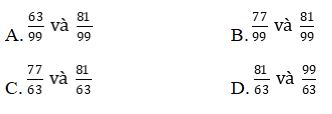 A. 63/99 và 81/99 B. 77/99 và 81/99
C. 77/63 và 81/63 D. 81/63 và 99/63